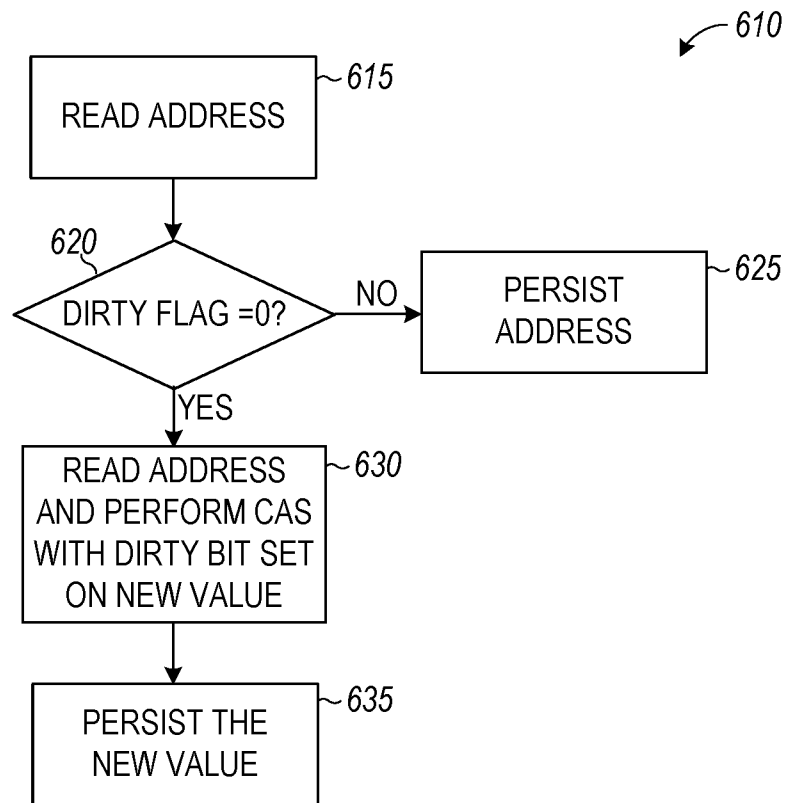 610
615
READ ADDRESS
620
DIRTY FLAG =0?
NO
625
PERSIST
ADDRESS
YES
630
READ ADDRESS
AND PERFORM CAS
WITH DIRTY BIT SET
ON NEW VALUE
635
PERSIST THE
NEW VALUE